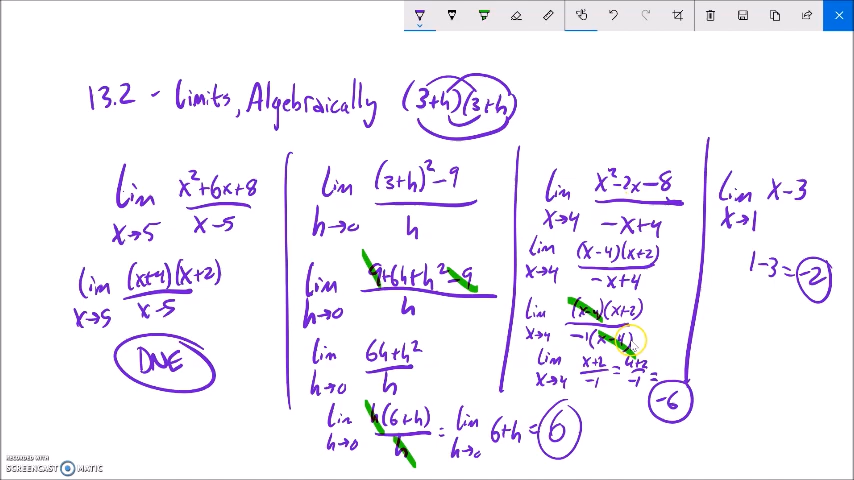 13.2 - Limits, Algebraically (3+h)(3+h)
lim x→5 (x²+6x+8)/(x-5)
lim x→5 (x+4)(x+2)/(x-5)
DNE
lim h→0 ((3+h)²-9)/h
lim h→0 (9+6h+h²-9)/h
lim h→0 (6h+h²)/h
lim h→0 h(6+h)/h = lim h→0 6+h = 6
lim x→4 (x²-2x-8)/(-x+4)
lim x→4 (x-4)(x+2)/(-x+4)
lim x→4 (x-4)(x+2)/(-1(x-4))
lim x→4 (x+2)/(-1) = (4+2)/(-1) =
-6
lim x→1 x-3
1-3=-2
RECORDED WITH
SCREENCAST MATIC